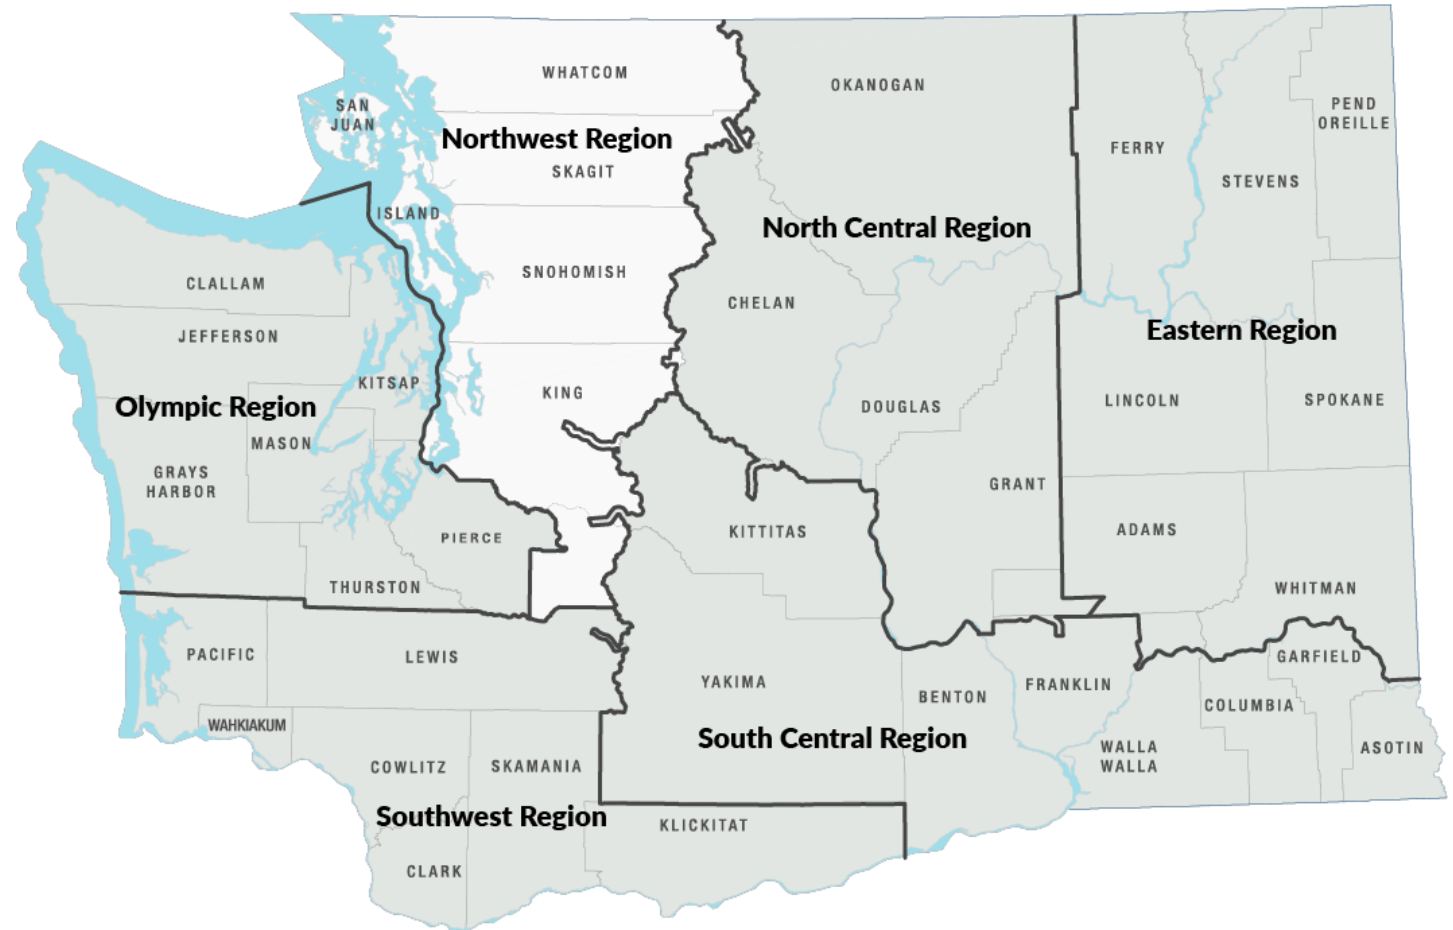 WHATCOM
OKANOGAN
SAN
JUAN
PEND
OREILLE
Northwest Region
FERRY
SKAGIT
STEVENS
ISLAND
North Central Region
SNOHOMISH
CLALLAM
CHELAN
JEFFERSON
Eastern Region
KITSAP
KING
LINCOLN
SPOKANE
Olympic Region
DOUGLAS
MASON
GRAYS
HARBOR
GRANT
KITTITAS
ADAMS
PIERCE
THURSTON
WHITMAN
PACIFIC
LEWIS
GARFIELD
YAKIMA
FRANKLIN
BENTON
COLUMBIA
WAHKIAKUM
South Central Region
WALLA
WALLA
ASOTIN
COWLITZ
SKAMANIA
Southwest Region
KLICKITAT
CLARK